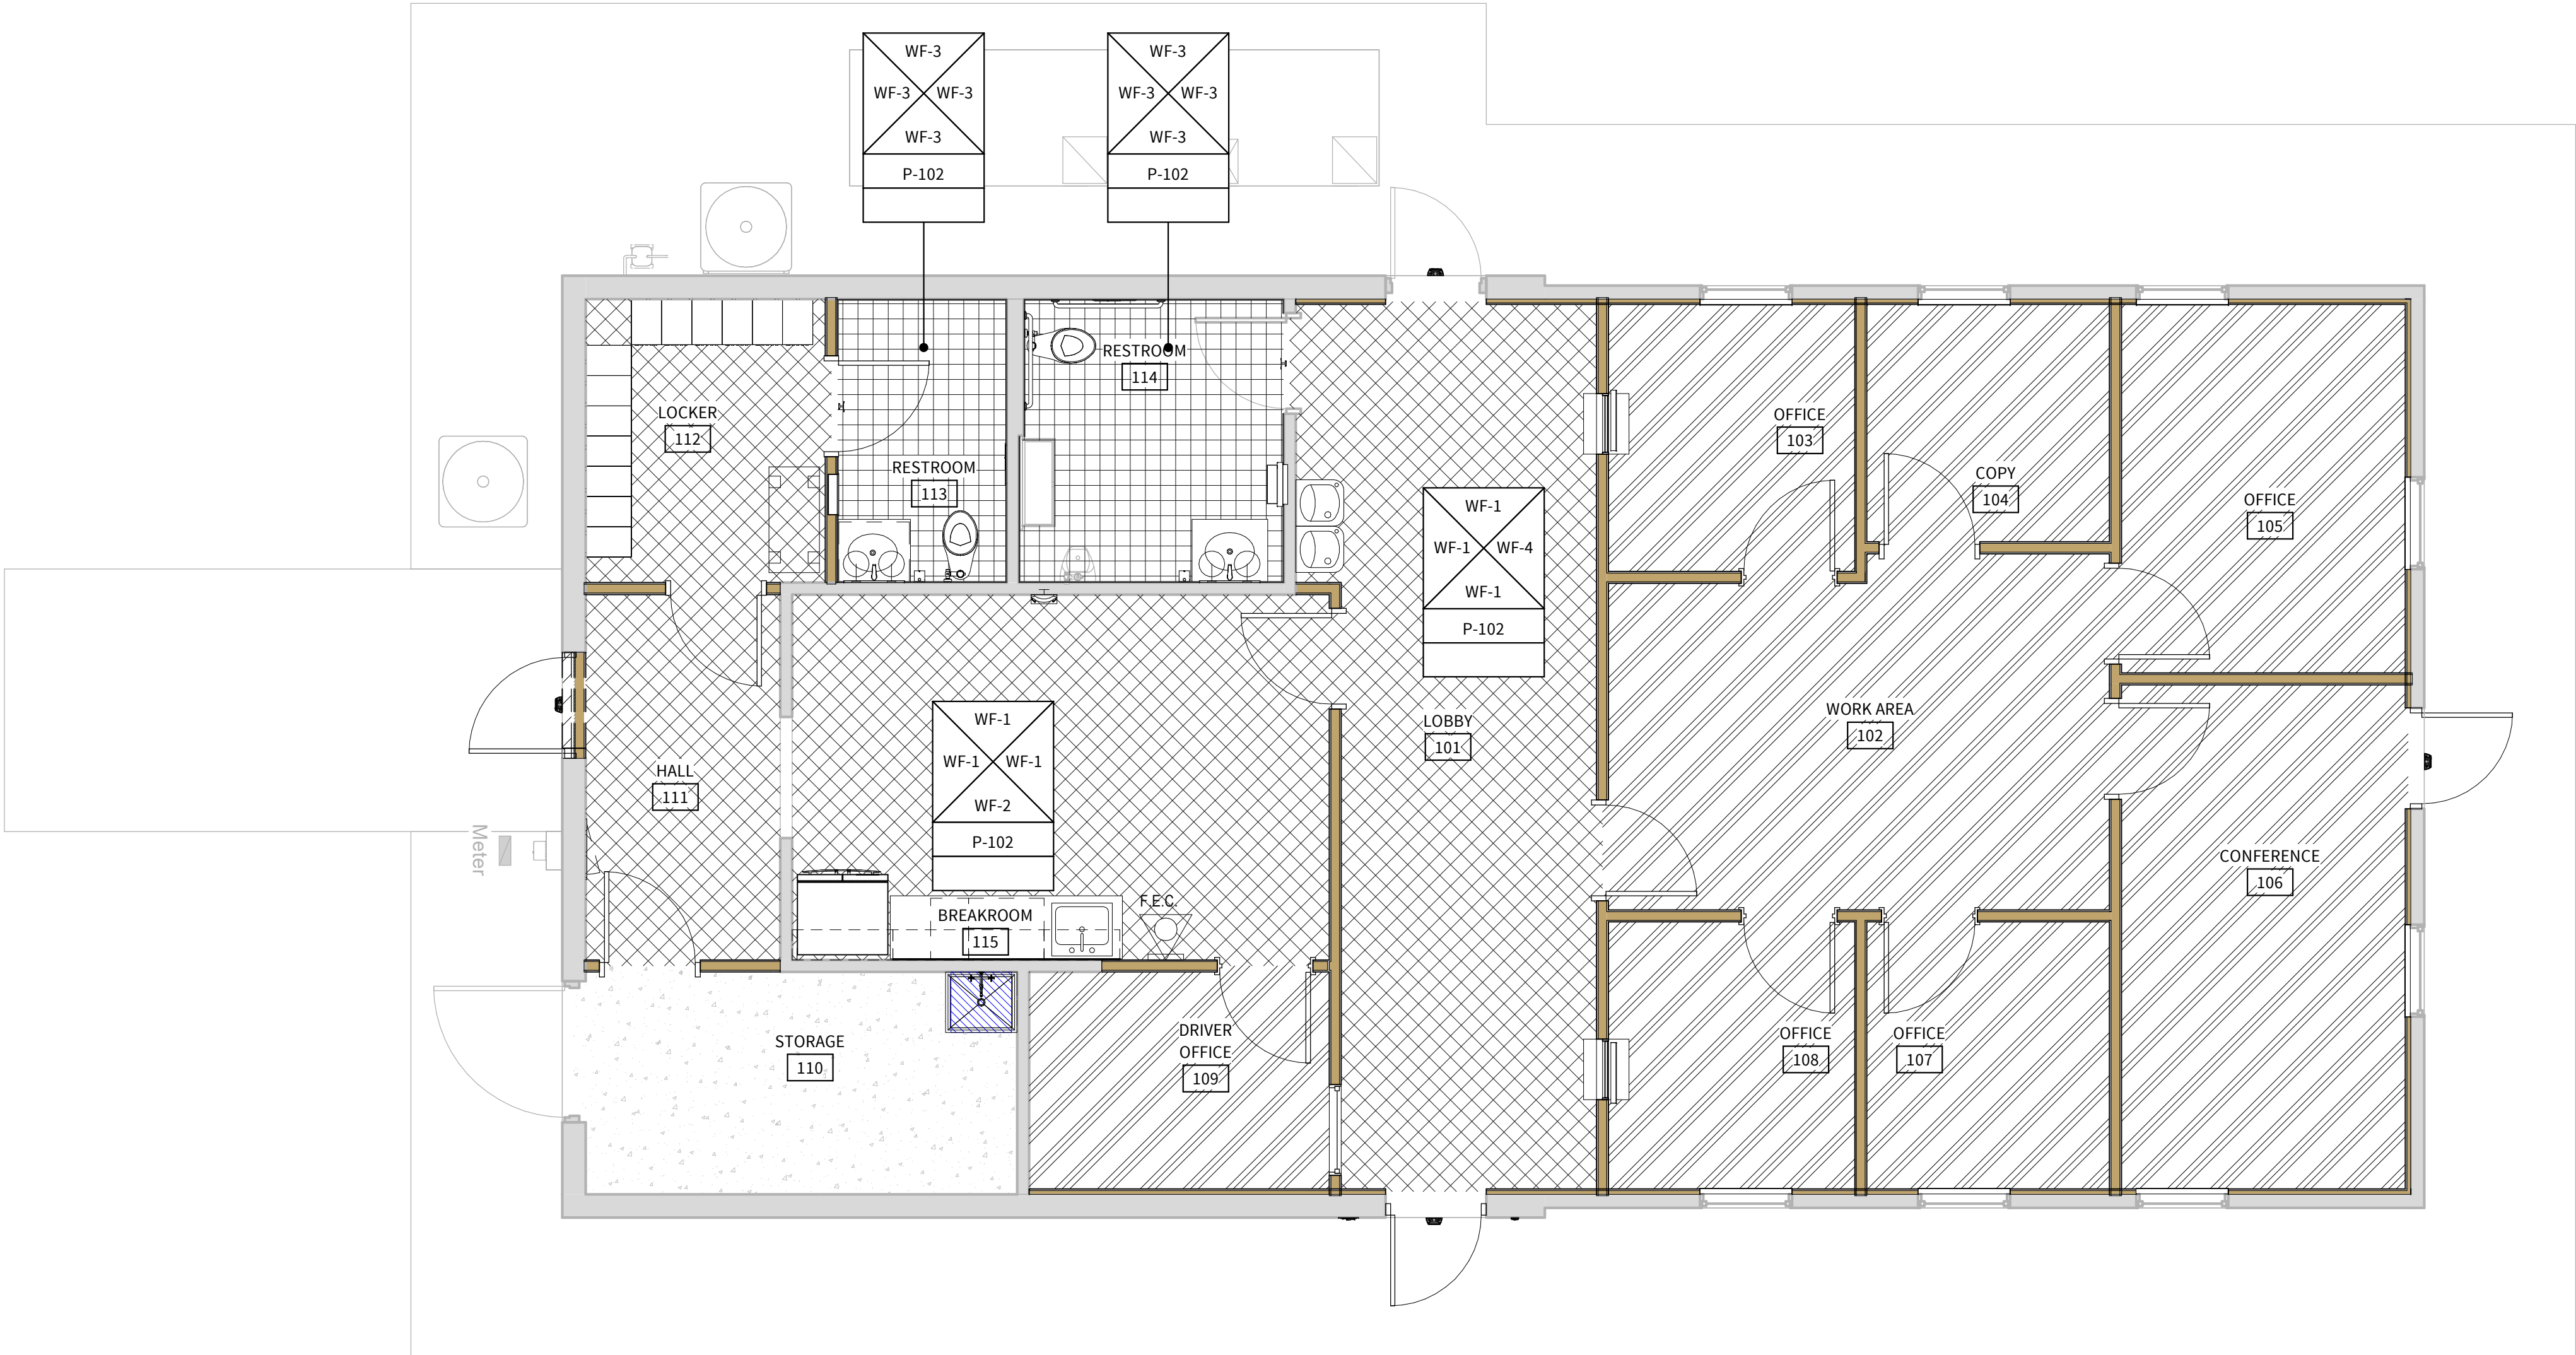 WF-3
WF-3 WF-3
WF-3
P-102
WF-3
WF-3 WF-3
WF-3
P-102
RESTROOM
114
LOCKER
112
RESTROOM
113
OFFICE
103
COPY
104
OFFICE
105
WF-1
WF-1 WF-4
WF-1
P-102
LOBBY
101
WORK AREA
102
WF-1
WF-1 WF-1
WF-2
P-102
HALL
111
Meter
CONFERENCE
106
F.E.C.
BREAKROOM
115
STORAGE
110
DRIVER
OFFICE
109
OFFICE
108
OFFICE
107